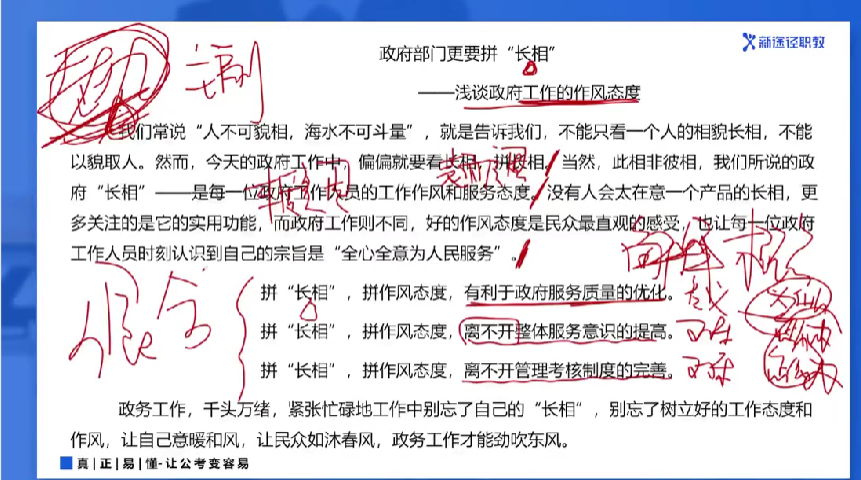 新途径职教
政府部门更要拼“长相”
——浅谈政府工作的作风态度
我们常说“人不可貌相，海水不可斗量”，就是告诉我们，不能只看一个人的相貌长相，不能
以貌取人。然而，今天的政府工作中，偏偏就要看长相、拼长相，当然，此相非彼相，我们所说的政
府“长相”——是每一位政府工作人员的工作作风和服务态度。没有人会太在意一个产品的长相，更
多关注的是它的实用功能，而政府工作则不同，好的作风态度是民众最直观的感受，也让每一位政府
工作人员时刻认识到自己的宗旨是“全心全意为人民服务”。
拼“长相”，拼作风态度，有利于政府服务质量的优化。
拼“长相”，拼作风态度，离不开整体服务意识的提高。
拼“长相”，拼作风态度，离不开管理考核制度的完善。
政务工作，千头万绪，紧张忙碌地工作中别忘了自己的“长相”，别忘了树立好的工作态度和
作风，让自己意暖和风，让民众如沐春风，政务工作才能劲吹东风。
真|正|易|懂-让公考变容易